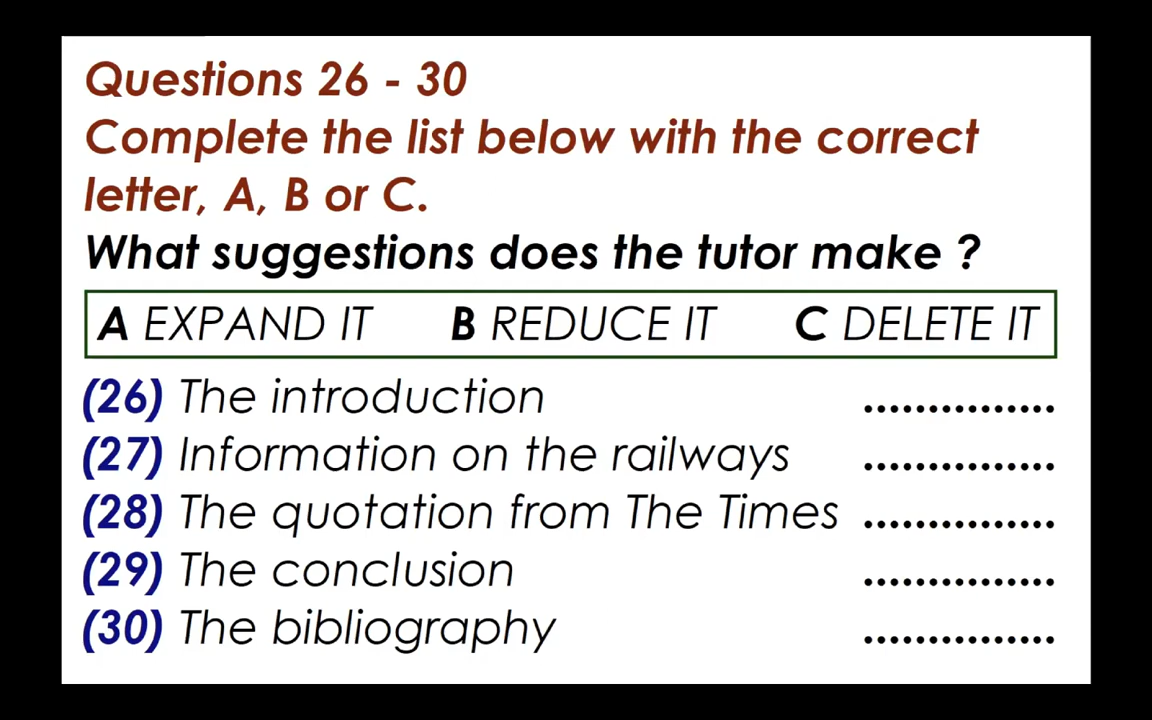 Questions 26 - 30
Complete the list below with the correct
letter, A, B or C.
What suggestions does the tutor make ?
A EXPAND IT B REDUCE IT C DELETE IT
(26) The introduction ...............
(27) Information on the railways ...............
(28) The quotation from The Times ...............
(29) The conclusion ...............
(30) The bibliography ...............